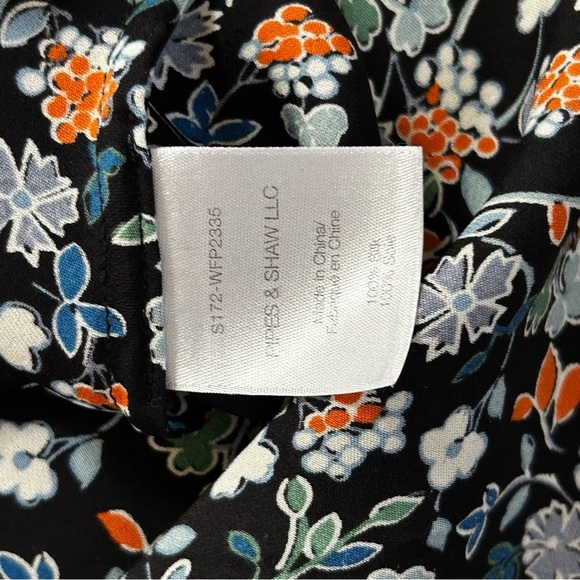 S172-WFP2335
PIPES & SHAW LLC
Made in China/
Fabriqué en Chine
100% Silk
100% Soie